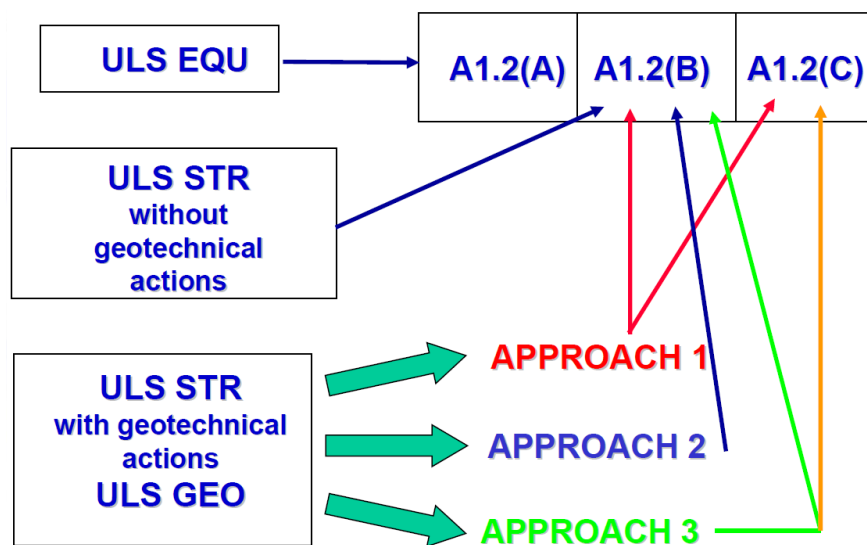 ULS EQU
A1.2(A) A1.2(B) A1.2(C)
ULS STR
without
geotechnical
actions
ULS STR
with geotechnical
actions
ULS GEO
APPROACH 1
APPROACH 2
APPROACH 3